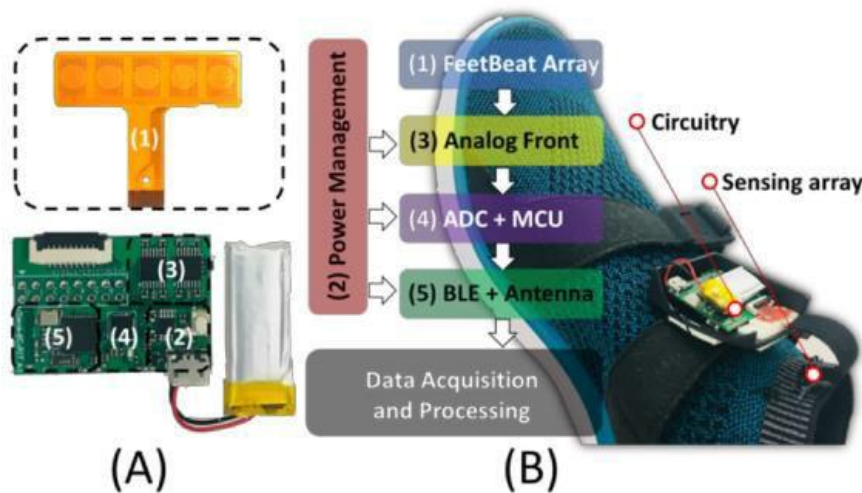 (1)
(3)
(5)
(4)
(2)
(A)
(2) Power Management
(1) FeetBeat Array
(3) Analog Front
(4) ADC + MCU
(5) BLE + Antenna
Data Acquisition
and Processing
Circuitry
Sensing array
(B)